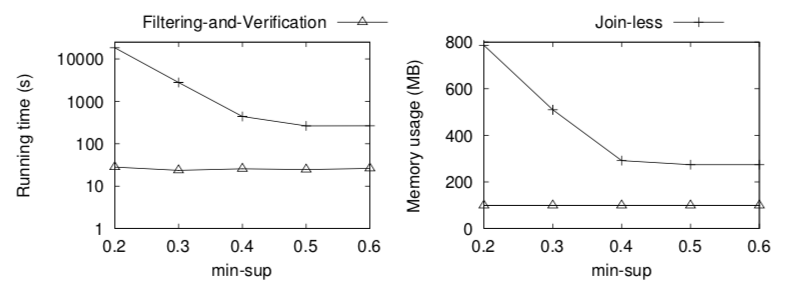 Filtering-and-Verification
Join-less
Running time (s)
10000
1000
100
10
1
0.2 0.3 0.4 0.5 0.6
min-sup
Memory usage (MB)
800
600
400
200
0
0.2 0.3 0.4 0.5 0.6
min-sup